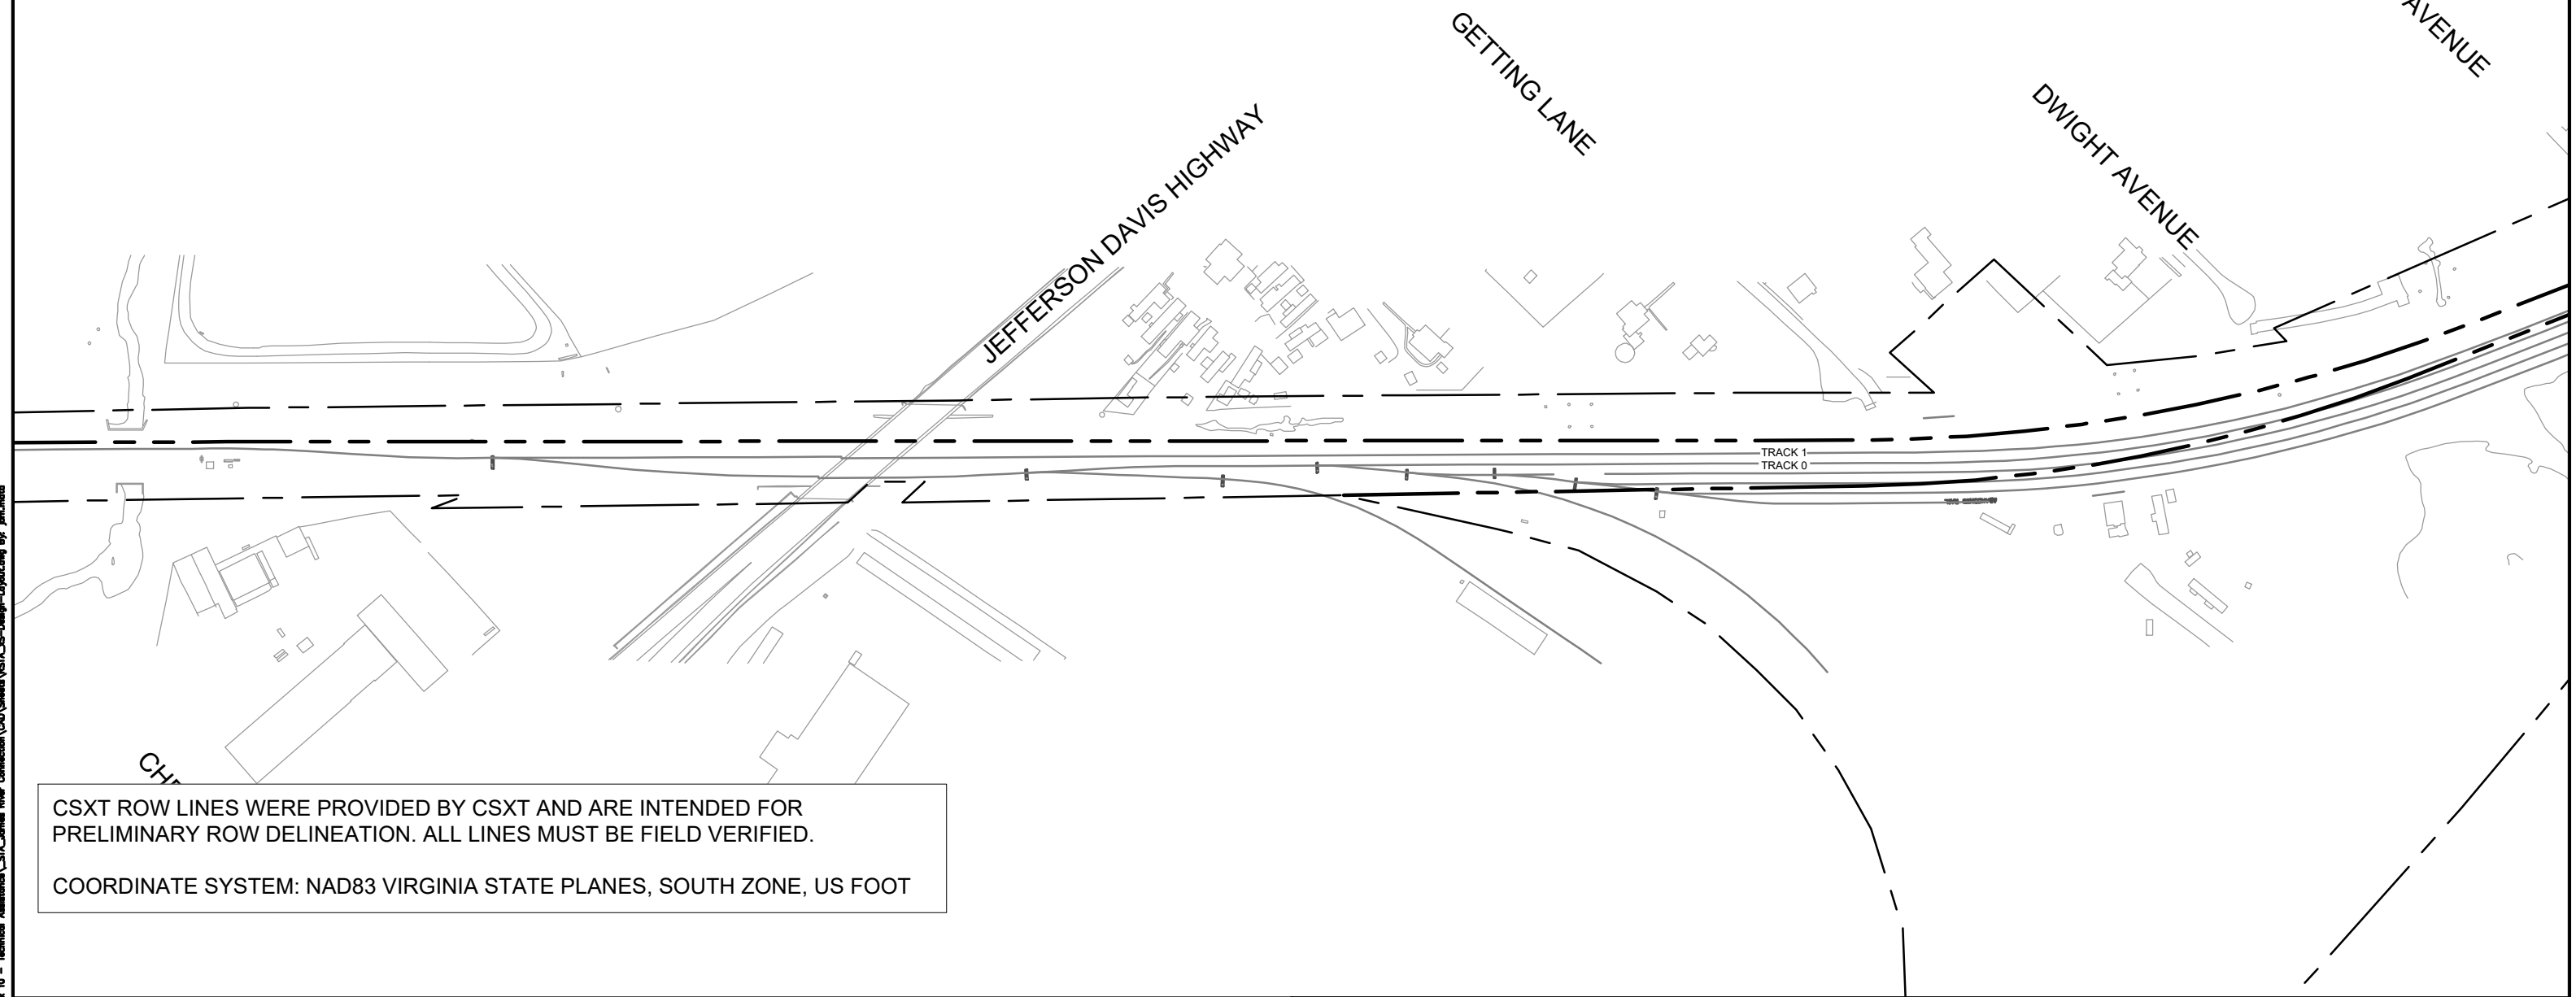 AVENUE
GETTING LANE
DWIGHT AVENUE
JEFFERSON DAVIS HIGHWAY
TRACK 1
TRACK 0
CSXT ROW LINES WERE PROVIDED BY CSXT AND ARE INTENDED FOR
PRELIMINARY ROW DELINEATION. ALL LINES MUST BE FIELD VERIFIED.
COORDINATE SYSTEM: NAD83 VIRGINIA STATE PLANES, SOUTH ZONE, US FOOT